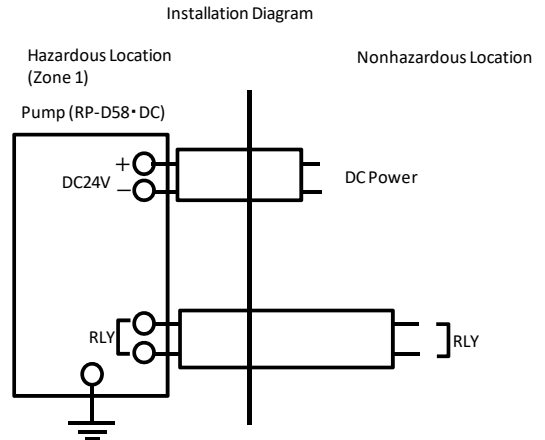 Installation Diagram
Hazardous Location
(Zone 1)
Nonhazardous Location
Pump (RP-D58・DC)
+
DC24V
−
DC Power
RLY
RLY